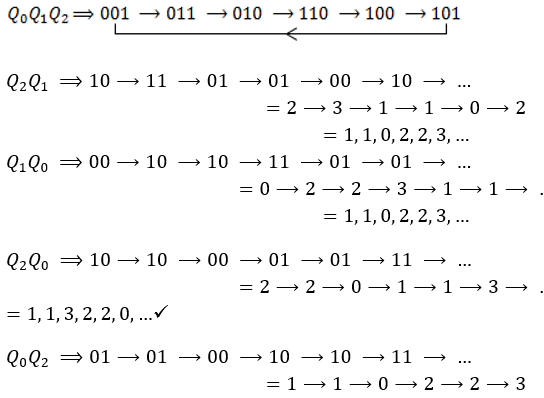 Q₀Q₁Q₂ ⟹ 001 → 011 → 010 → 110 → 100 → 101
Q₂Q₁ ⟹ 10 → 11 → 01 → 01 → 00 → 10 → ...
= 2 → 3 → 1 → 1 → 0 → 2
= 1, 1, 0, 2, 2, 3, ...
Q₁Q₀ ⟹ 00 → 10 → 10 → 11 → 01 → 01 → ...
= 0 → 2 → 2 → 3 → 1 → 1 → .
= 1, 1, 0, 2, 2, 3, ...
Q₂Q₀ ⟹ 10 → 10 → 00 → 01 → 01 → 11 → ...
= 2 → 2 → 0 → 1 → 1 → 3 → .
= 1, 1, 3, 2, 2, 0, ...✓
Q₀Q₂ ⟹ 01 → 01 → 00 → 10 → 10 → 11 → ...
= 1 → 1 → 0 → 2 → 2 → 3